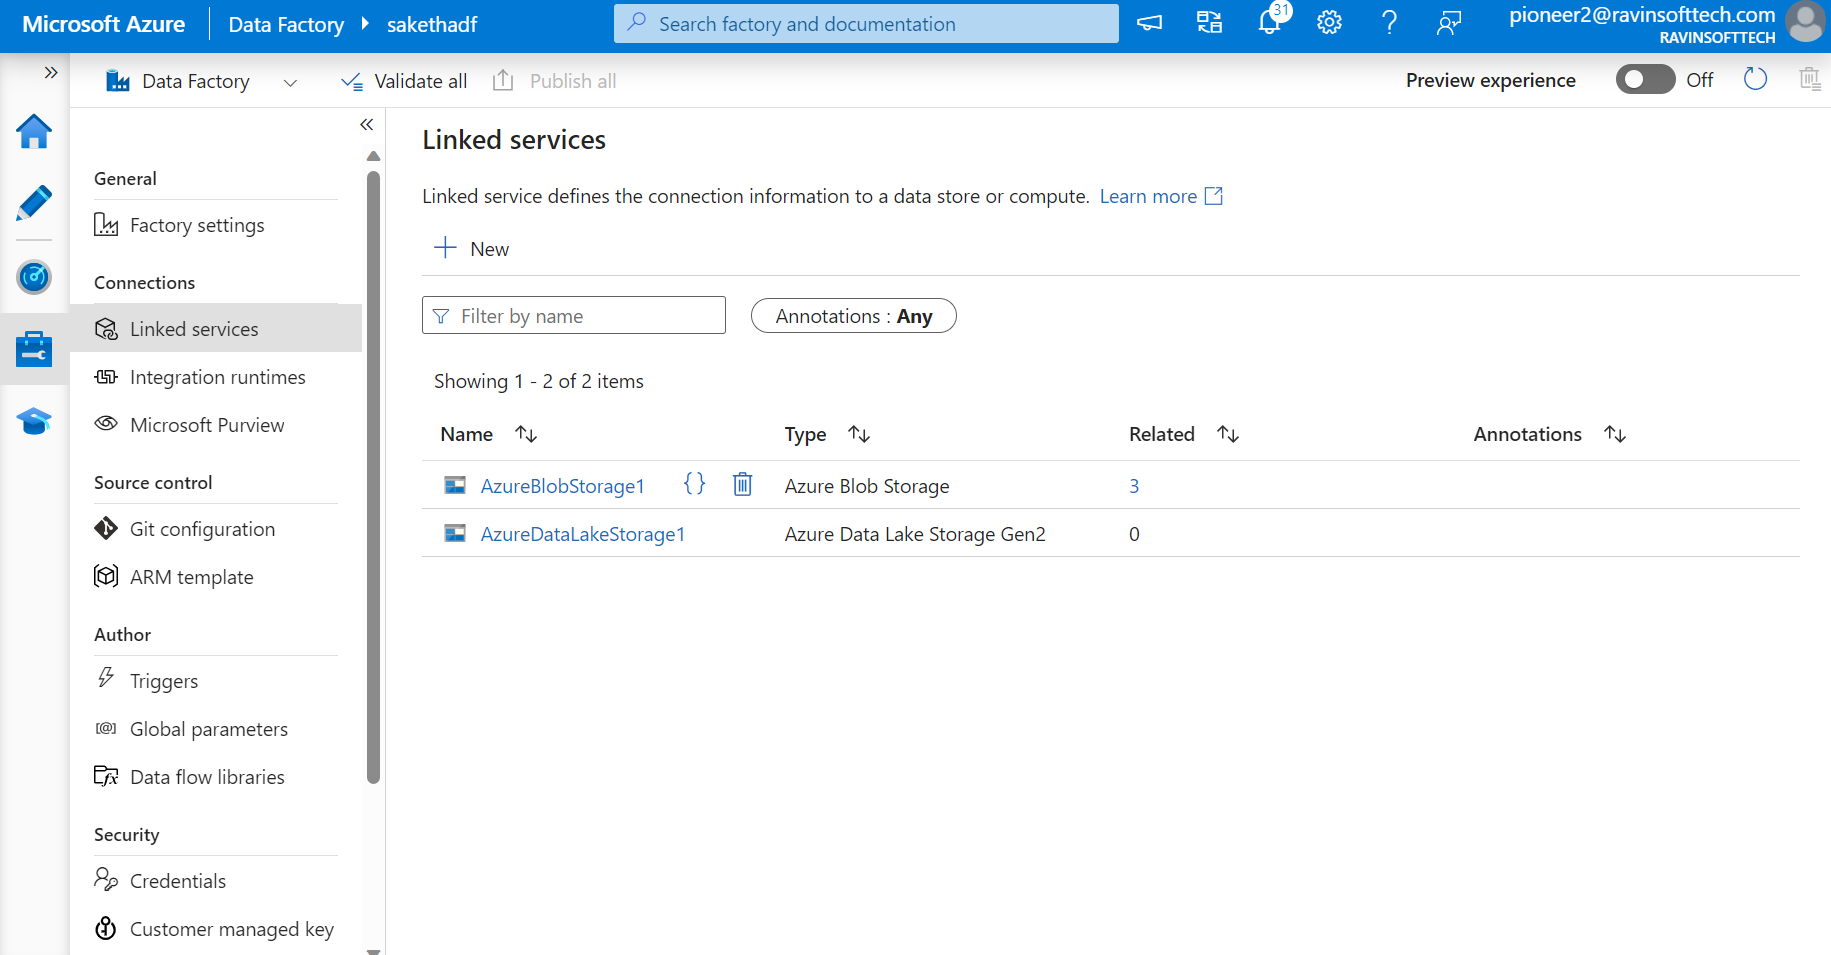 Microsoft Azure
Data Factory
sakethadf
Search factory and documentation
31
pioneer2@ravinsofttech.com
RAVINSOFTTECH
Data Factory
Validate all
Publish all
Preview experience
Off
General
Factory settings
Connections
Linked services
Integration runtimes
Microsoft Purview
Source control
Git configuration
ARM template
Author
Triggers
Global parameters
Data flow libraries
Security
Credentials
Customer managed key
Linked services
Linked service defines the connection information to a data store or compute. Learn more
New
Filter by name
Annotations : Any
Showing 1 - 2 of 2 items
Name Type Related Annotations
AzureBlobStorage1 {} Azure Blob Storage 3
AzureDataLakeStorage1 Azure Data Lake Storage Gen2 0